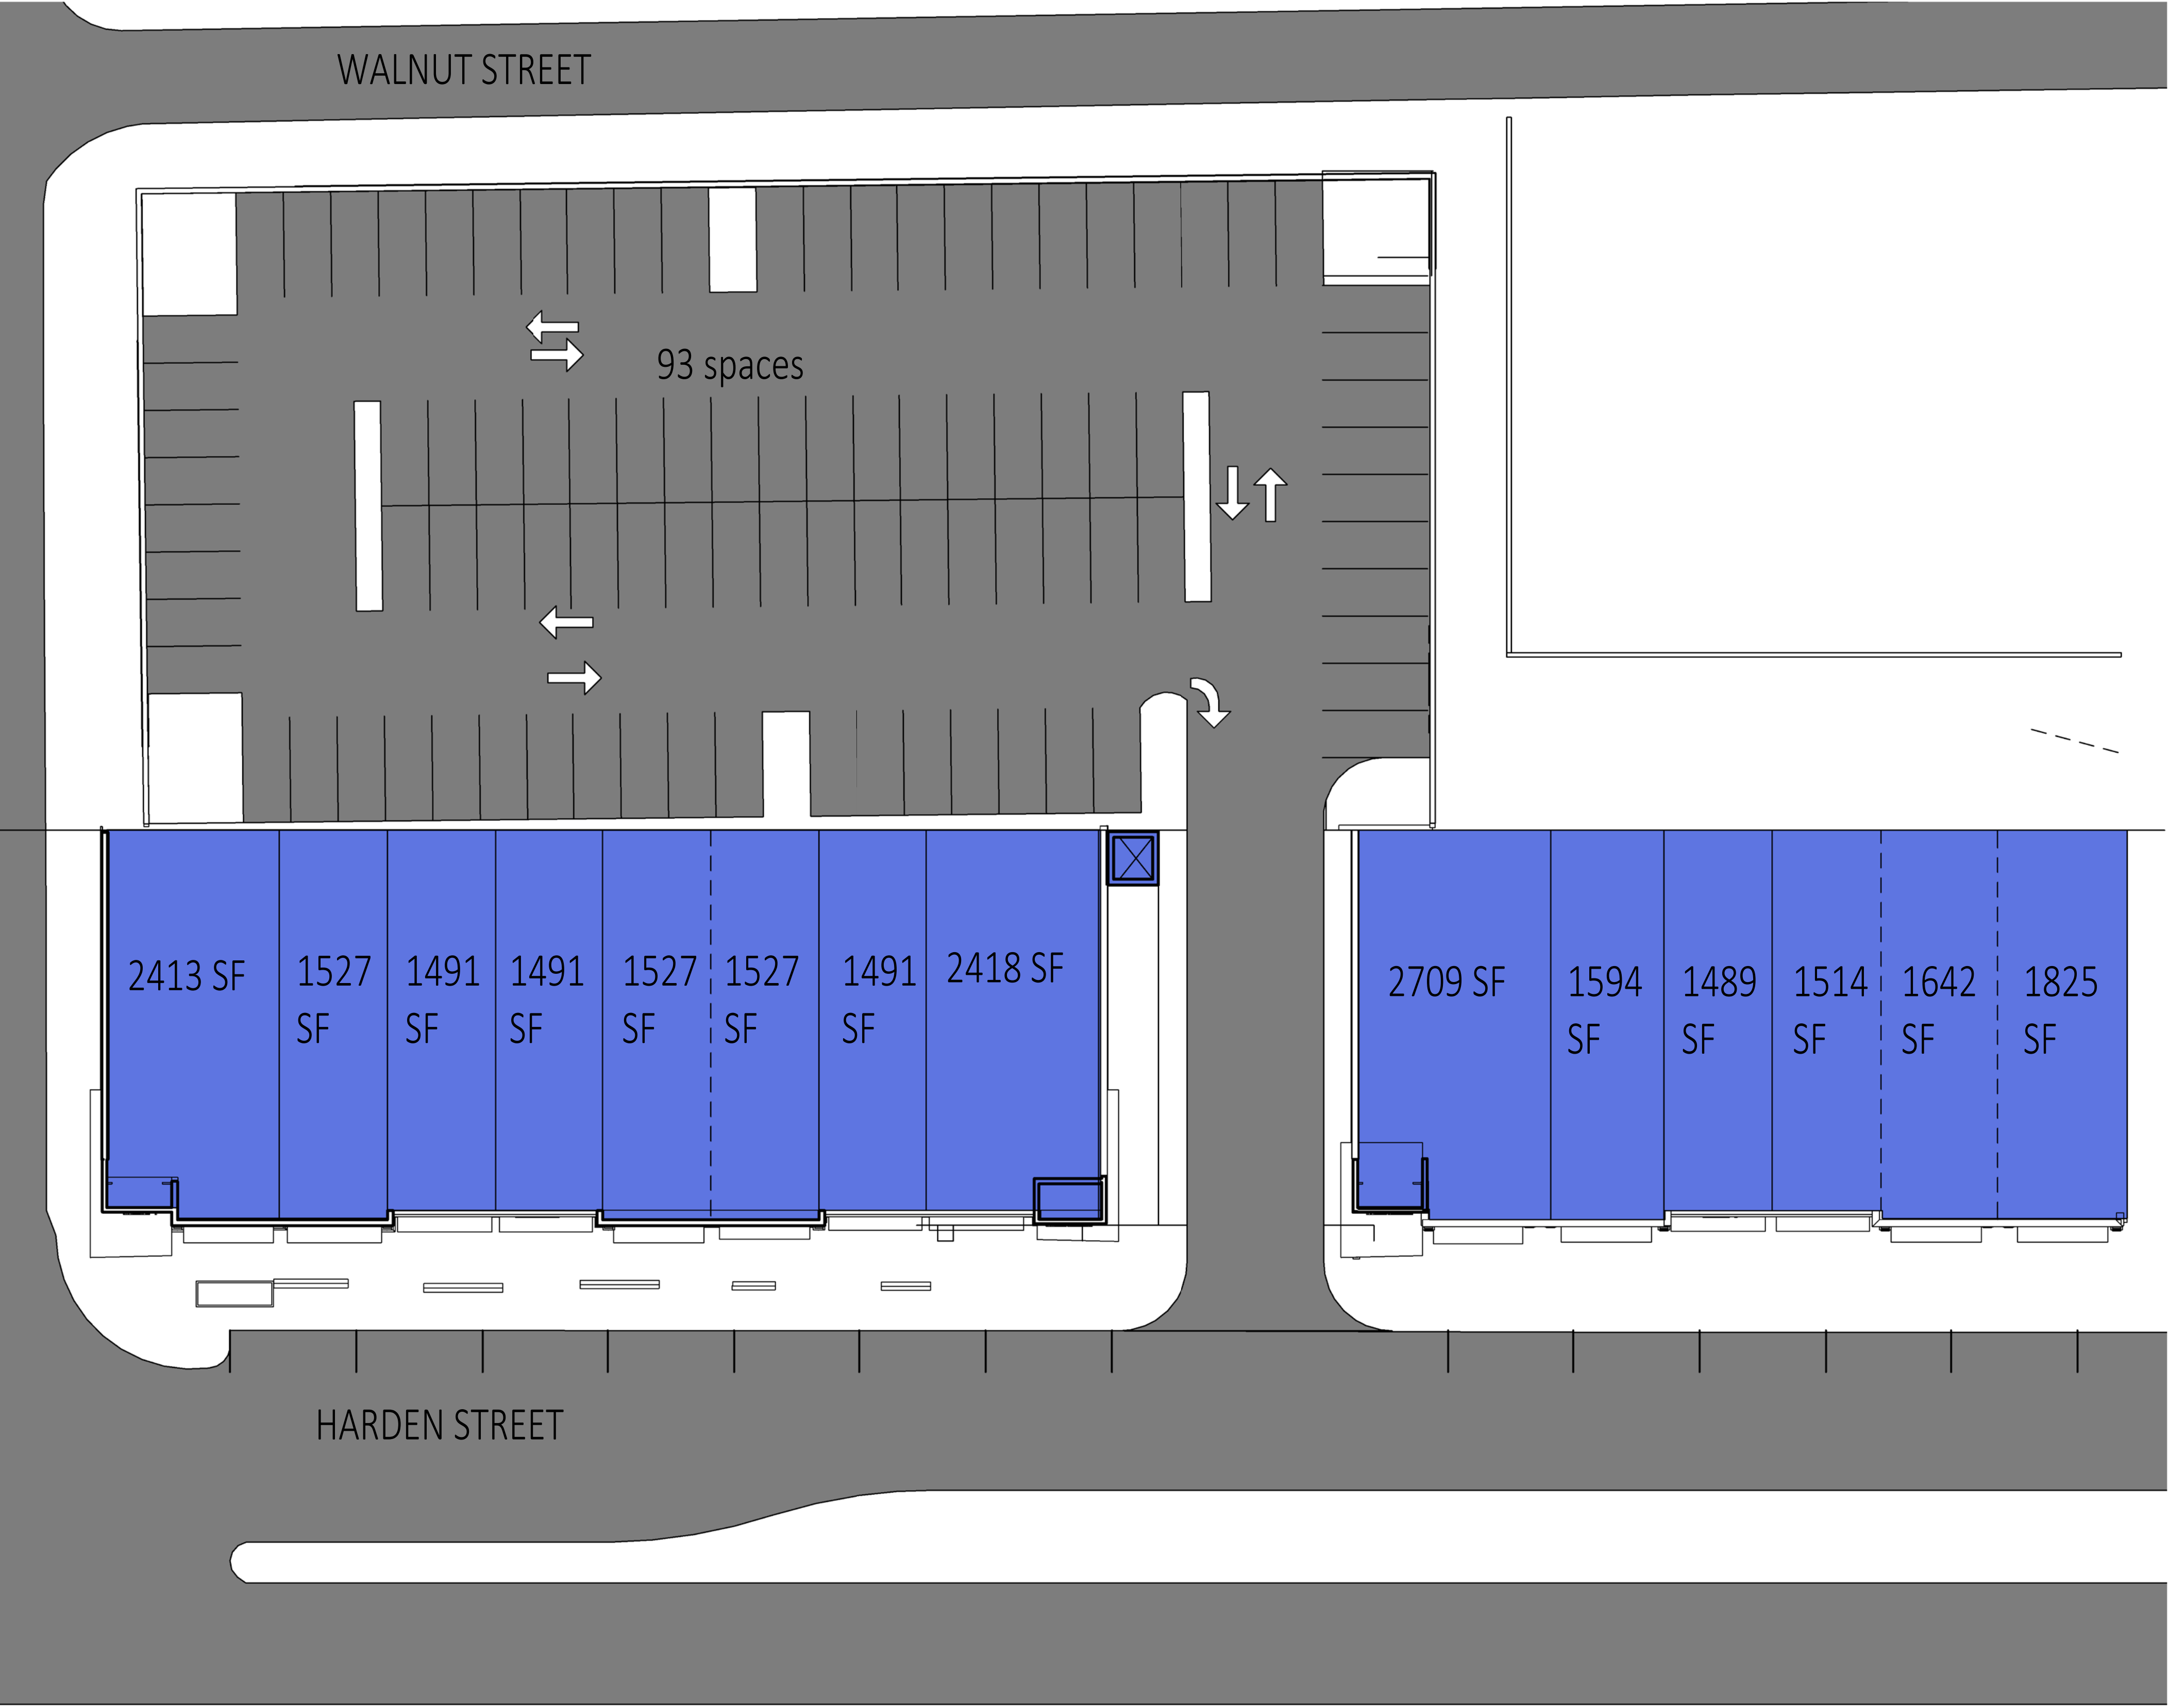 WALNUT STREET
93 spaces
2413 SF
1527
SF
1491
SF
1491
SF
1527
SF
1527
SF
1491
SF
2418 SF
2709 SF
1594
SF
1489
SF
1514
SF
1642
SF
1825
SF
HARDEN STREET